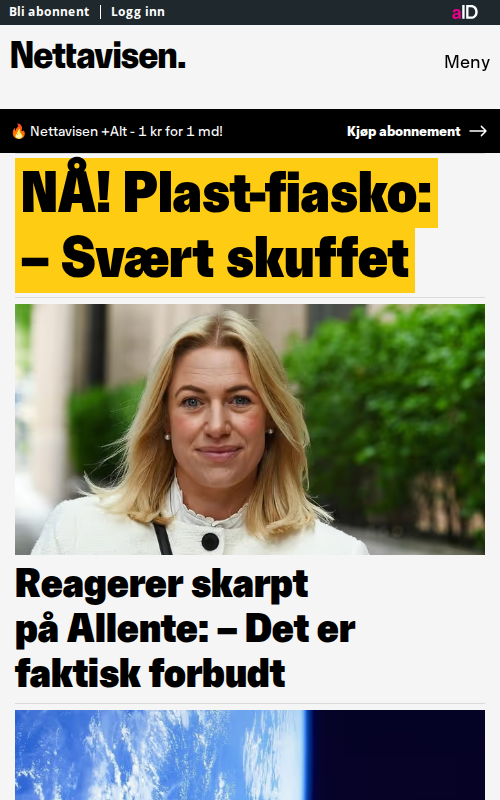 Bli abonnent | Logg inn
aID
Nettavisen.
Meny
🔥 Nettavisen +Alt - 1 kr for 1 md!
Kjøp abonnement →
NÅ! Plast-fiasko:
– Svært skuffet
Reagerer skarpt
på Allente: – Det er
faktisk forbudt